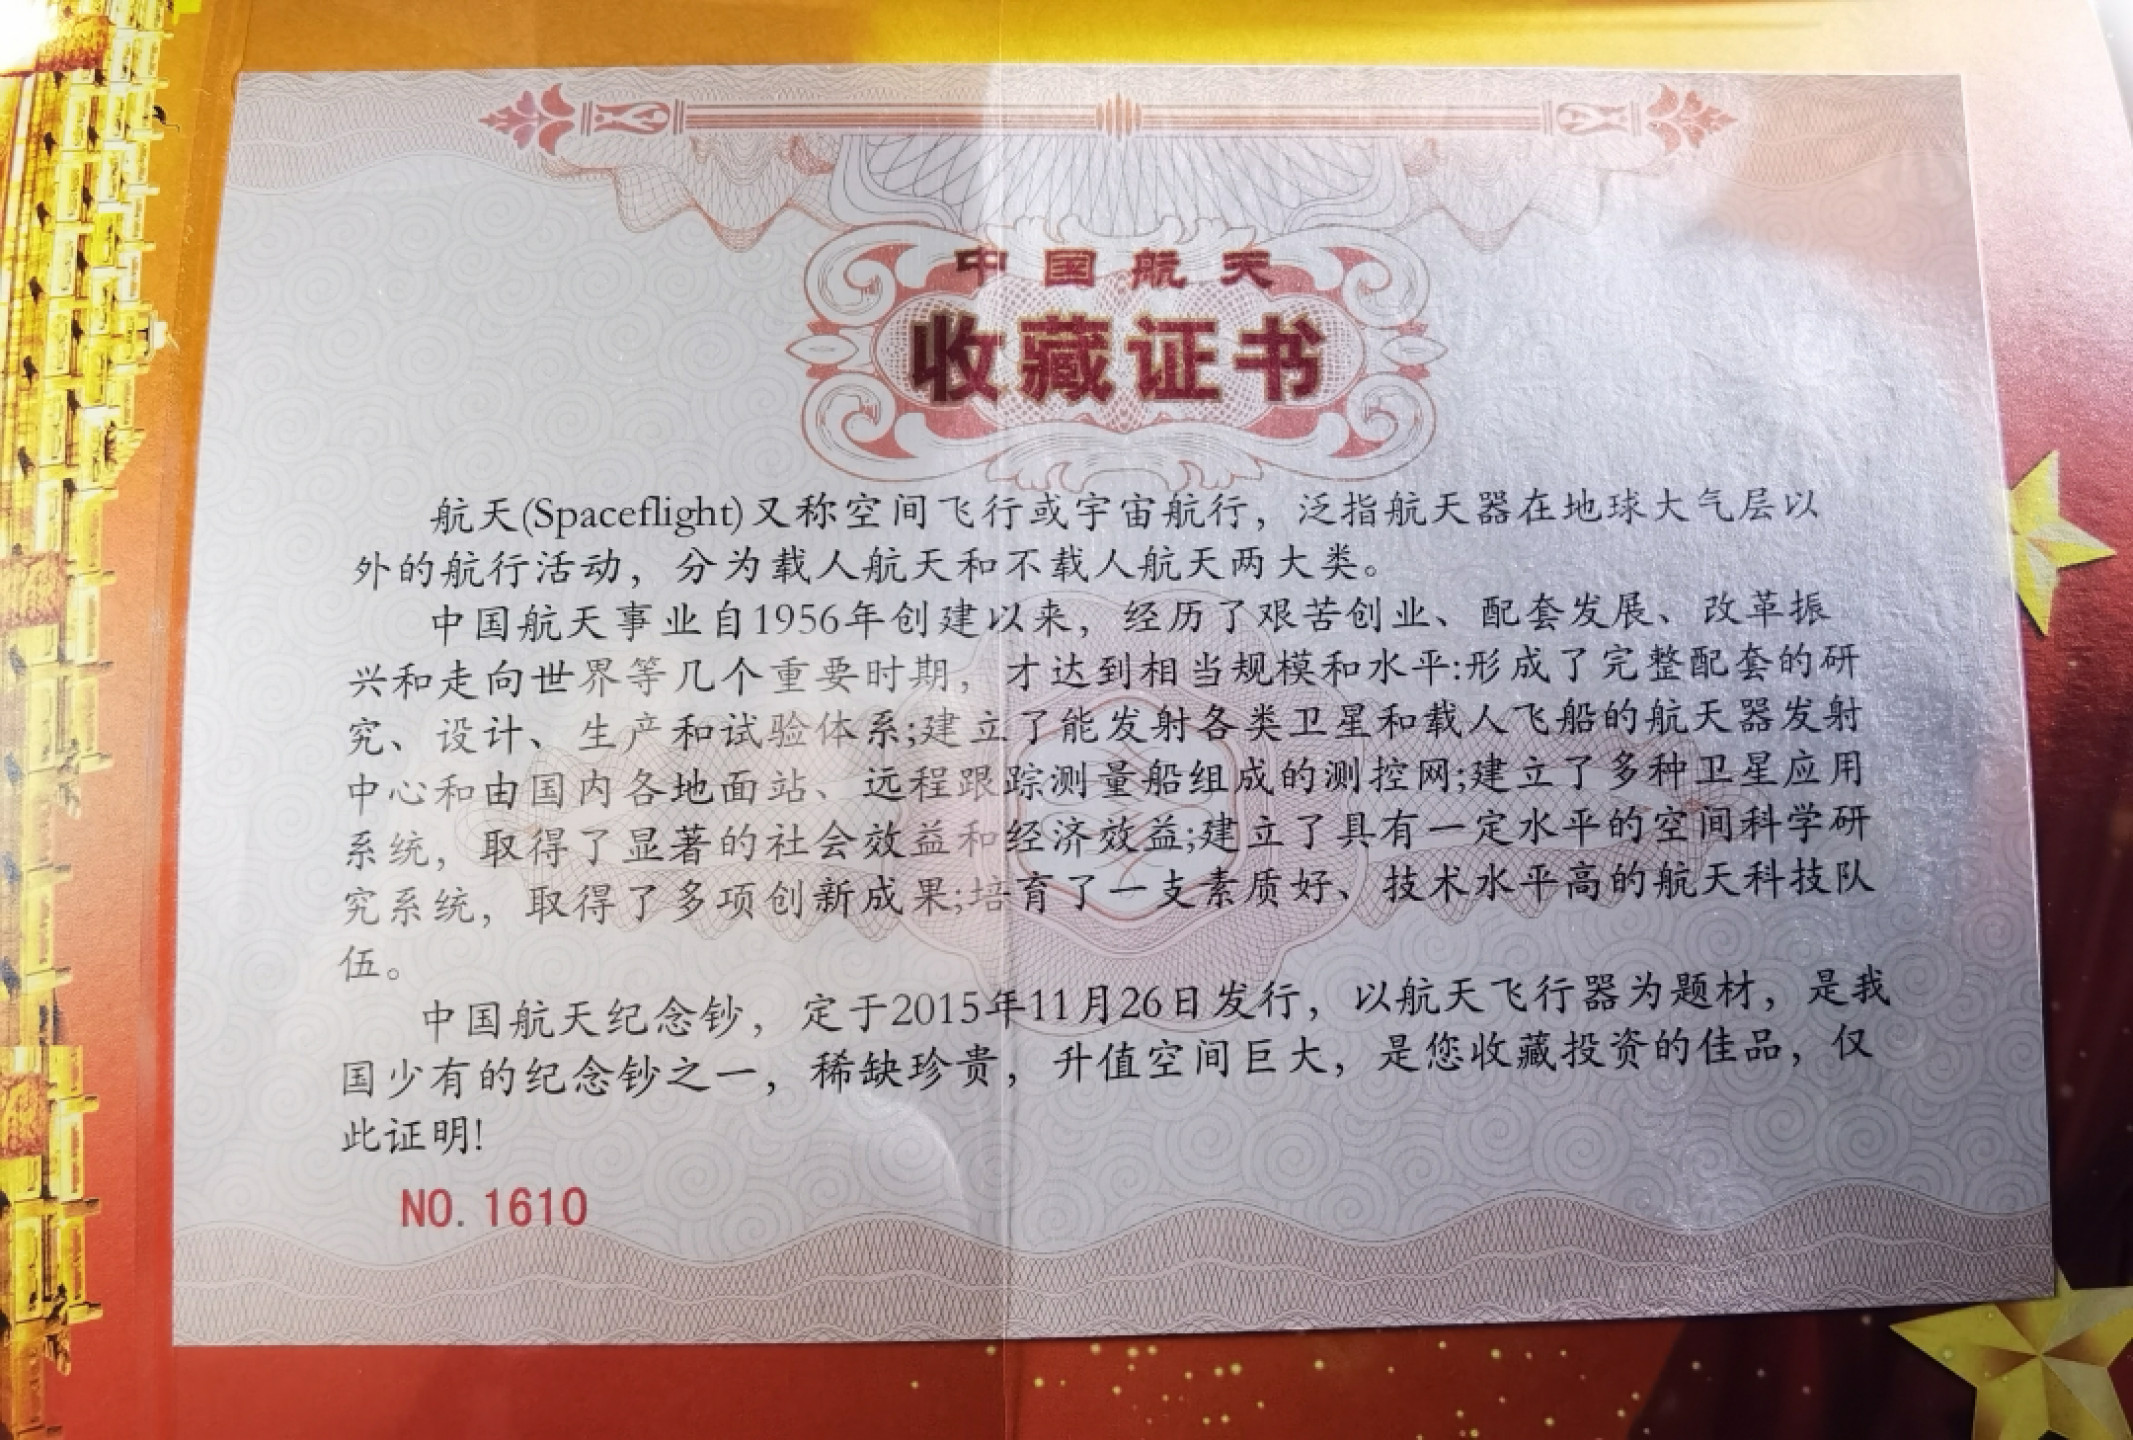 中国航天
收藏证书
航天(Spaceflight)又称空间飞行或宇宙航行，泛指航天器在地球大气层以
外的航行活动，分为载人航天和不载人航天两大类。
中国航天事业自1956年创建以来，经历了艰苦创业、配套发展、改革振
兴和走向世界等几个重要时期，才达到相当规模和水平:形成了完整配套的研
究、设计、生产和试验体系;建立了能发射各类卫星和载人飞船的航天器发射
中心和由国内各地面站、远程跟踪测量船组成的测控网;建立了多种卫星应用
系统，取得了显著的社会效益和经济效益;建立了具有一定水平的空间科学研
究系统，取得了多项创新成果;培育了一支素质好、技术水平高的航天科技队
伍。
中国航天纪念钞，定于2015年11月26日发行，以航天飞行器为题材，是我
国少有的纪念钞之一，稀缺珍贵，升值空间巨大，是您收藏投资的佳品，仅
此证明!
NO. 1610